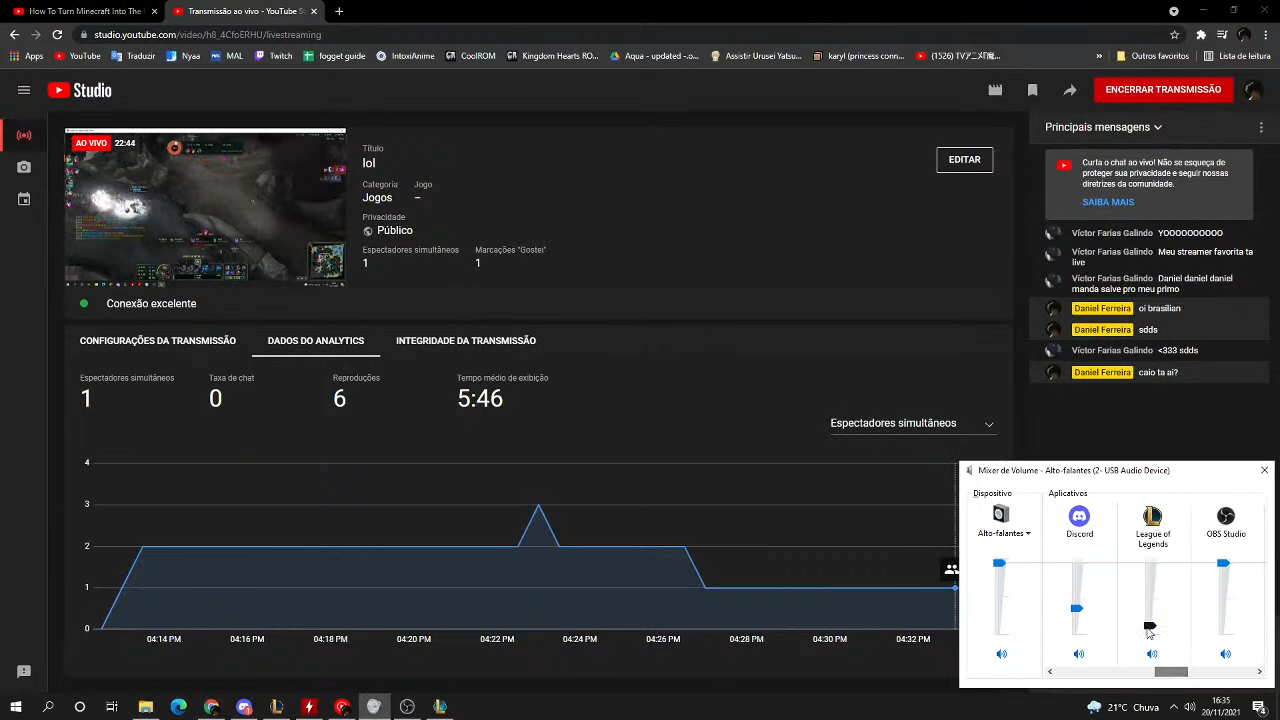 How To Turn Minecraft Into The
Transmissão ao vivo - YouTube S
studio.youtube.com/video/h8_4CfoERHU/livestreaming
Apps
YouTube
Traduzir
Nyaa
MAL
Twitch
fogget guide
IntoxiAnime
CoolROM
Kingdom Hearts RO...
Aqua - updated -...
Assistir Urusei Yatsu...
karyl (princess conn...
»
Outros favoritos
Lista de leitura
Studio
ENCERRAR TRANSMISSÃO
AO VIVO
22:44
Título
lol
EDITAR
Categoria
Jogo
Jogos
–
Privacidade
Público
Espectadores simultâneos
Marcações "Gostei"
1
1
Conexão excelente
CONFIGURAÇÕES DA TRANSMISSÃO
DADOS DO ANALYTICS
INTEGRIDADE DA TRANSMISSÃO
Espectadores simultâneos
Taxa de chat
Reproduções
Tempo médio de exibição
1
0
6
5:46
Espectadores simultâneos
4
3
2
1
0
04:14 PM
04:16 PM
04:18 PM
04:20 PM
04:22 PM
04:24 PM
04:26 PM
04:28 PM
04:30 PM
04:32 PM
Principais mensagens
Curta o chat ao vivo! Não se esqueça de
proteger sua privacidade e seguir nossas
diretrizes da comunidade.
SAIBA MAIS
Víctor Farias Galindo YOOOOOOOOO
Víctor Farias Galindo Meu streamer favorito ta
live
Víctor Farias Galindo Daniel daniel daniel
manda salve pro meu primo
Daniel Ferreira oi brasilian
Daniel Ferreira sdds
Víctor Farias Galindo <333 sdds
Daniel Ferreira caio ta ai?
Mixer de Volume - Alto-falantes (2- USB Audio Device)
Dispositivo
Aplicativos
Alto-falantes
Discord
League of
Legends
OBS Studio
21°C Chuva
16:35
20/11/2021